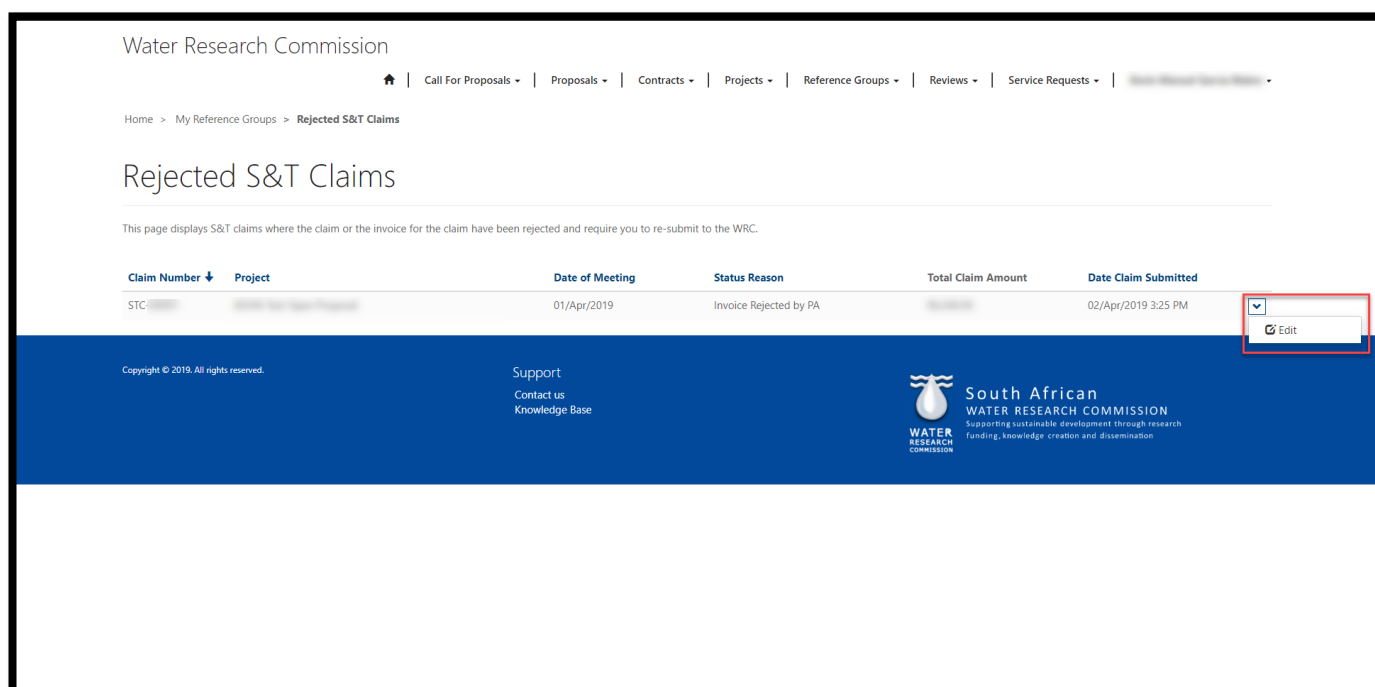 Water Research Commission
Call For Proposals Proposals Contracts Projects Reference Groups Reviews Service Requests
Home > My Reference Groups > Rejected S&T Claims
Rejected S&T Claims
This page displays S&T claims where the claim or the invoice for the claim have been rejected and require you to re-submit to the WRC.
Claim Number Project Date of Meeting Status Reason Total Claim Amount Date Claim Submitted
STC- 01/Apr/2019 Invoice Rejected by PA 02/Apr/2019 3:25 PM
Edit
Copyright © 2019. All rights reserved.
Support
Contact us
Knowledge Base
WATER
RESEARCH
COMMISSION
South African
WATER RESEARCH COMMISSION
Supporting sustainable development through research
funding, knowledge creation and dissemination